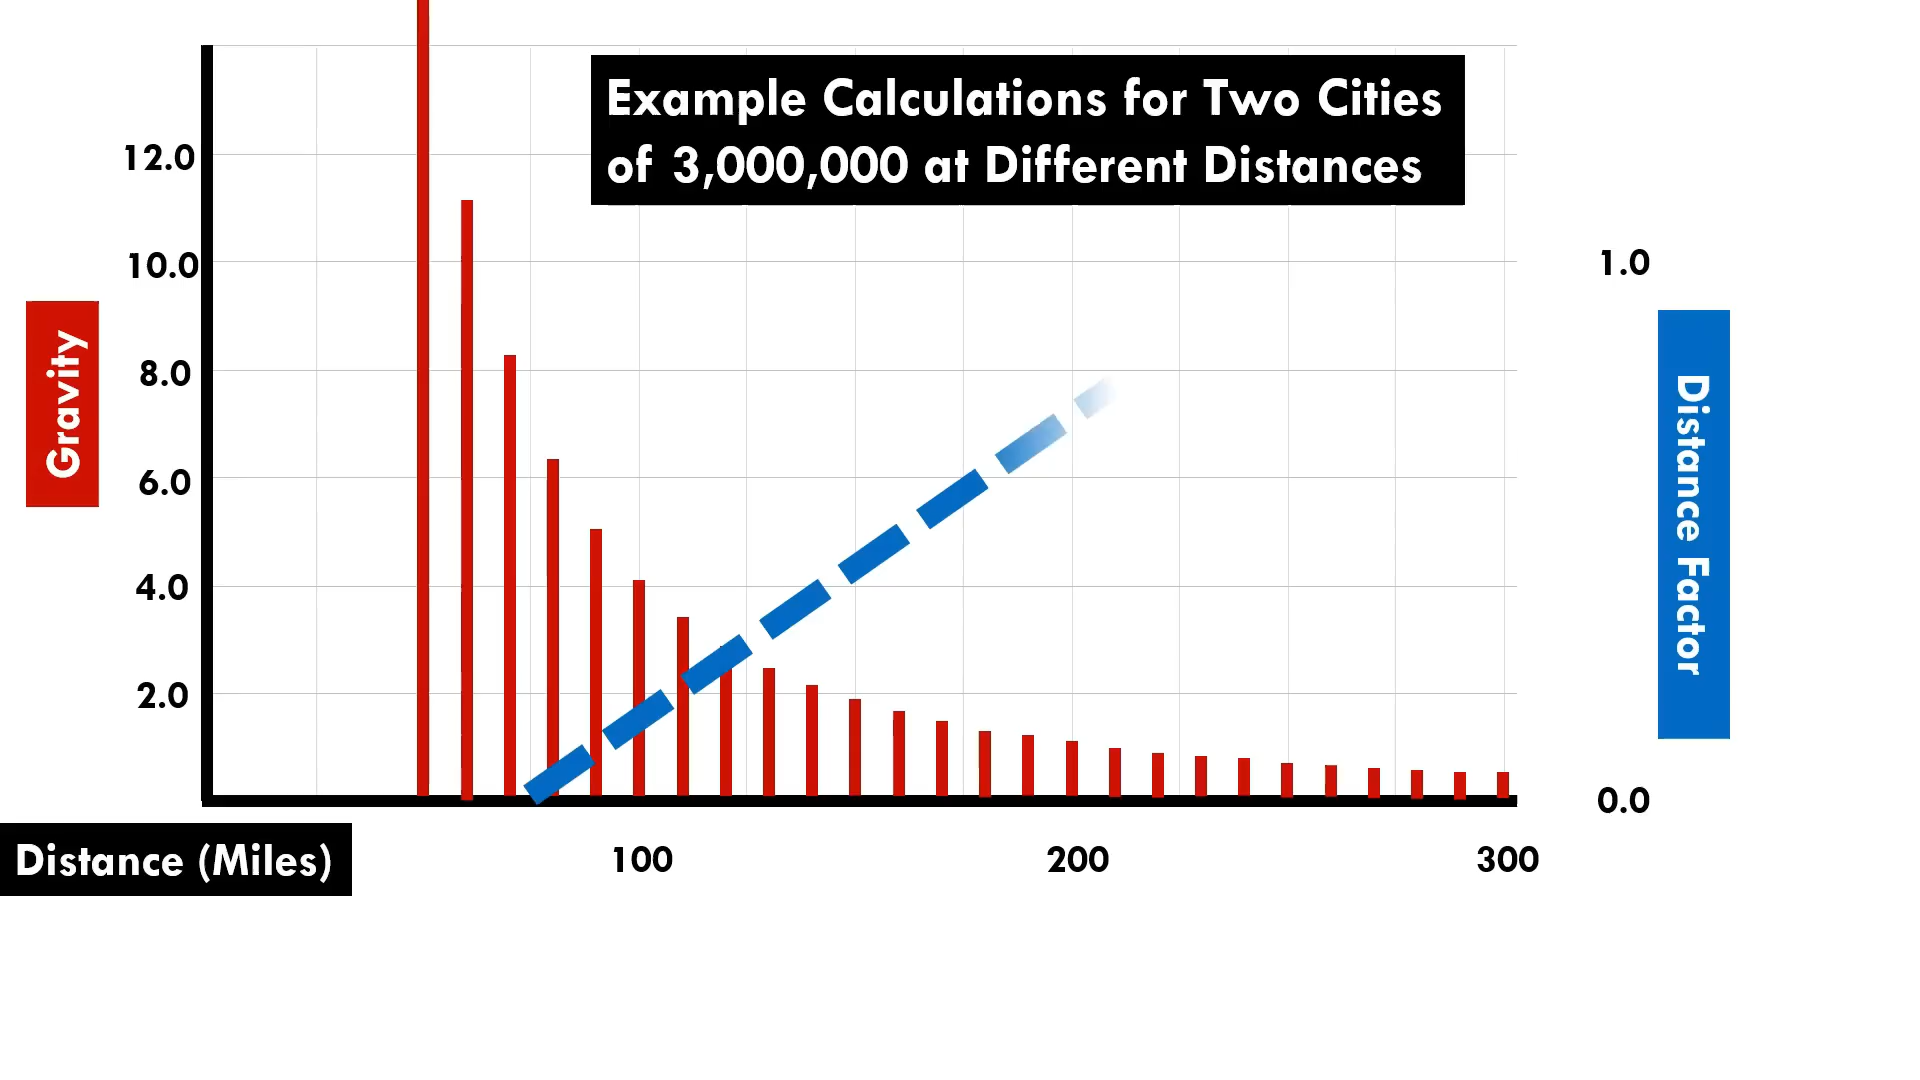 Example Calculations for Two Cities
of 3,000,000 at Different Distances
12.0
10.0
8.0
6.0
4.0
2.0
Gravity
1.0
0.0
Distance Factor
Distance (Miles)
100
200
300